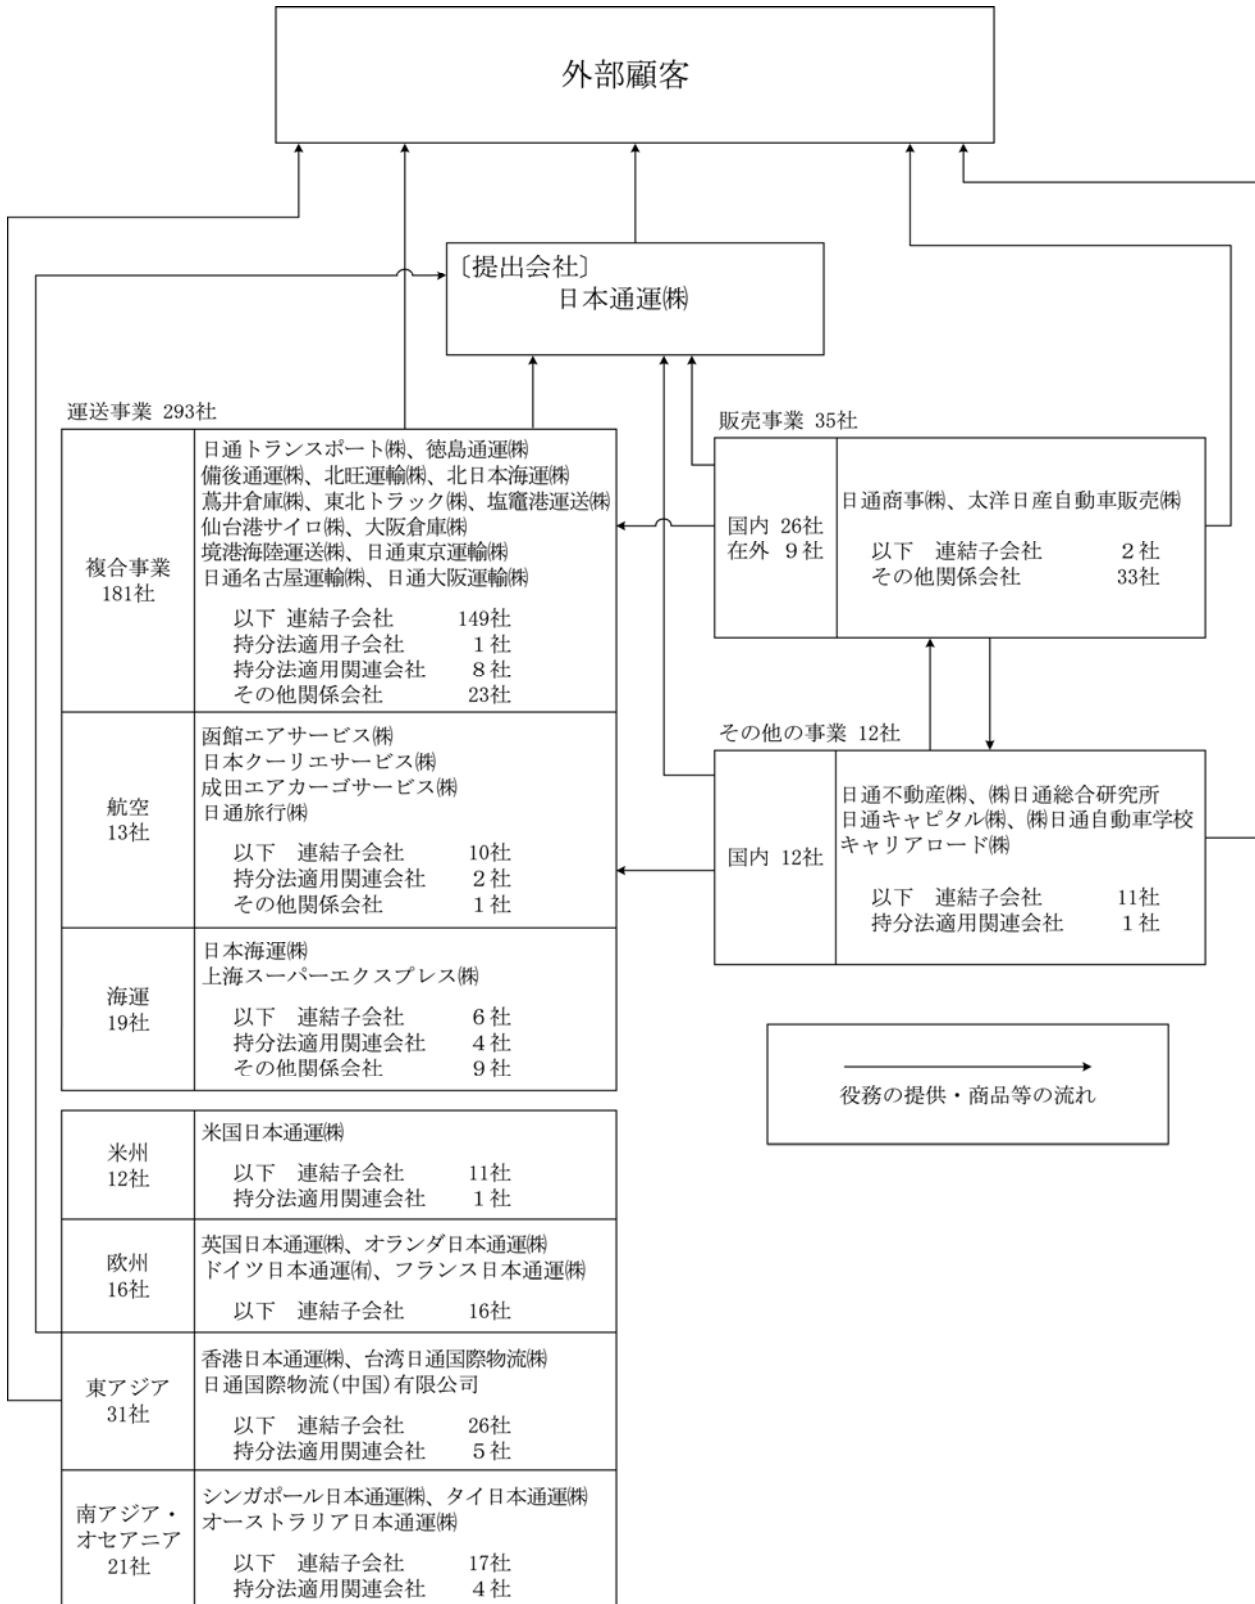 外部顧客
〔提出会社〕
日本通運㈱
運送事業 293社
複合事業
181社
日通トランスポート㈱、徳島通運㈱
備後通運㈱、北旺運輸㈱、北日本海運㈱
蔦井倉庫㈱、東北トラック㈱、塩竈港運送㈱
仙台港サイロ㈱、大阪倉庫㈱
境港海陸運送㈱、日通東京運輸㈱
日通名古屋運輸㈱、日通大阪運輸㈱
以下 連結子会社 149社
持分法適用子会社 1社
持分法適用関連会社 8社
その他関係会社 23社
航空
13社
函館エアサービス㈱
日本クーリエサービス㈱
成田エアカーゴサービス㈱
日通旅行㈱
以下 連結子会社 10社
持分法適用関連会社 2社
その他関係会社 1社
海運
19社
日本海運㈱
上海スーパーエクスプレス㈱
以下 連結子会社 6社
持分法適用関連会社 4社
その他関係会社 9社
米州
12社
米国日本通運㈱
以下 連結子会社 11社
持分法適用関連会社 1社
欧州
16社
英国日本通運㈱、オランダ日本通運㈱
ドイツ日本通運㈲、フランス日本通運㈱
以下 連結子会社 16社
東アジア
31社
香港日本通運㈱、台湾日通国際物流㈱
日通国際物流(中国)有限公司
以下 連結子会社 26社
持分法適用関連会社 5社
南アジア・
オセアニア
21社
シンガポール日本通運㈱、タイ日本通運㈱
オーストラリア日本通運㈱
以下 連結子会社 17社
持分法適用関連会社 4社
販売事業 35社
国内 26社
在外 9社
日通商事㈱、太洋日産自動車販売㈱
以下 連結子会社 2社
その他関係会社 33社
その他の事業 12社
国内 12社
日通不動産㈱、㈱日通総合研究所
日通キャピタル㈱、㈱日通自動車学校
キャリアロード㈱
以下 連結子会社 11社
持分法適用関連会社 1社
役務の提供・商品等の流れ